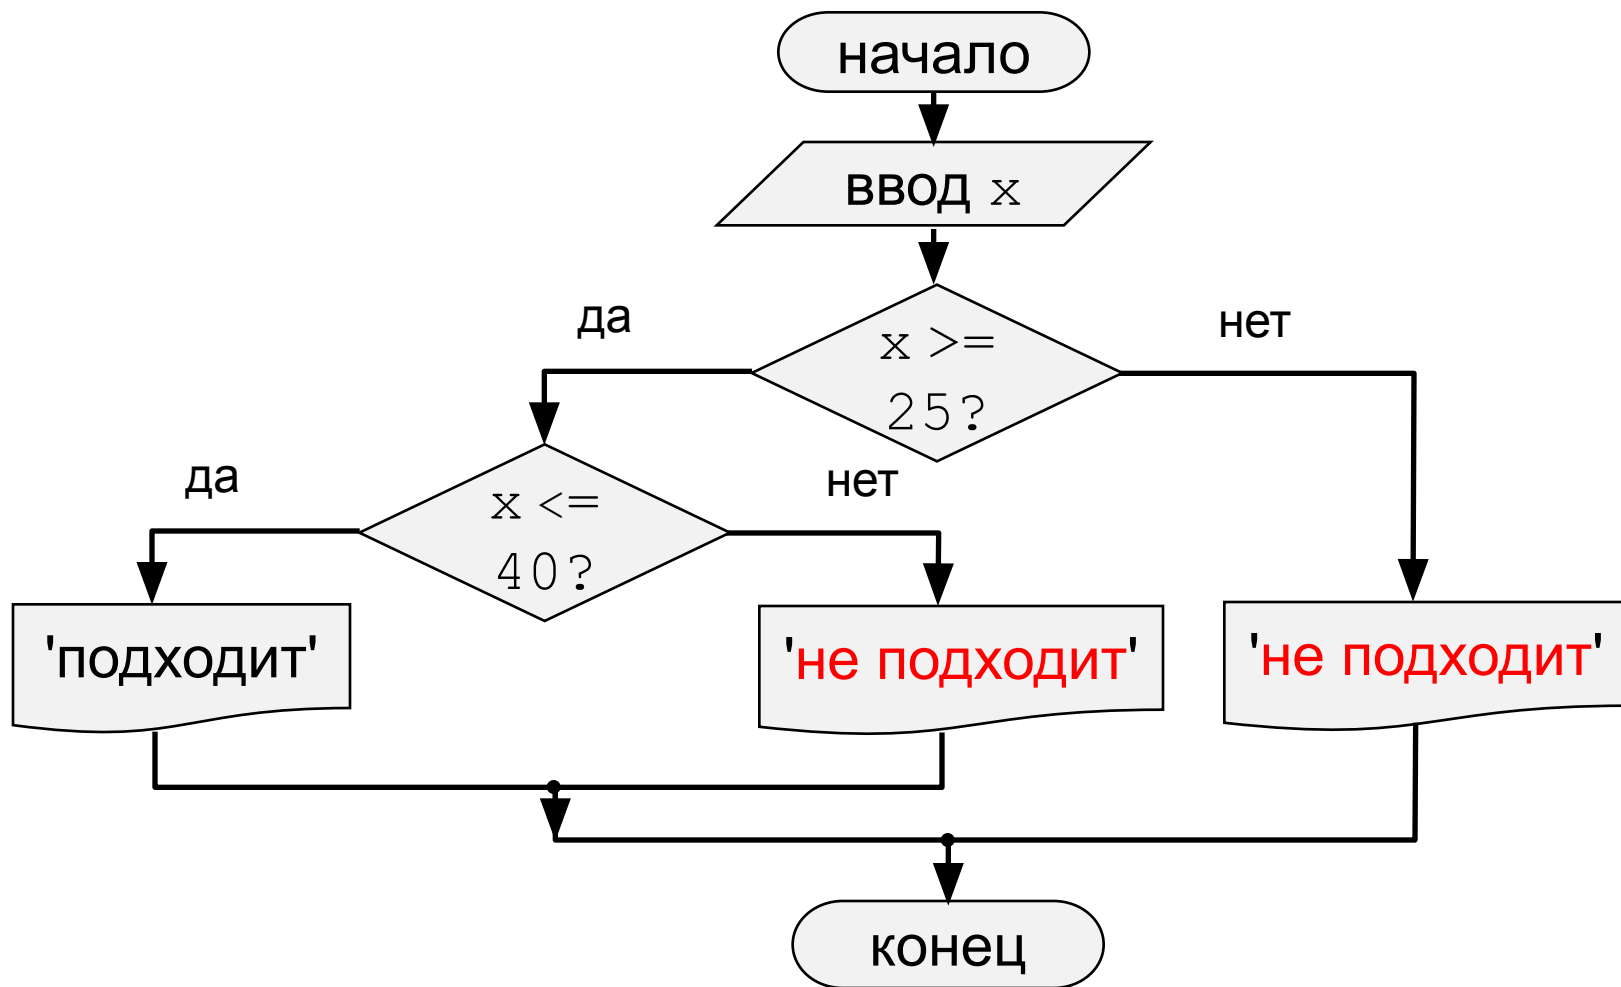 начало
ввод x
да
нет
x >=
25?
да
нет
x <=
40?
'подходит'
'не подходит'
'не подходит'
конец